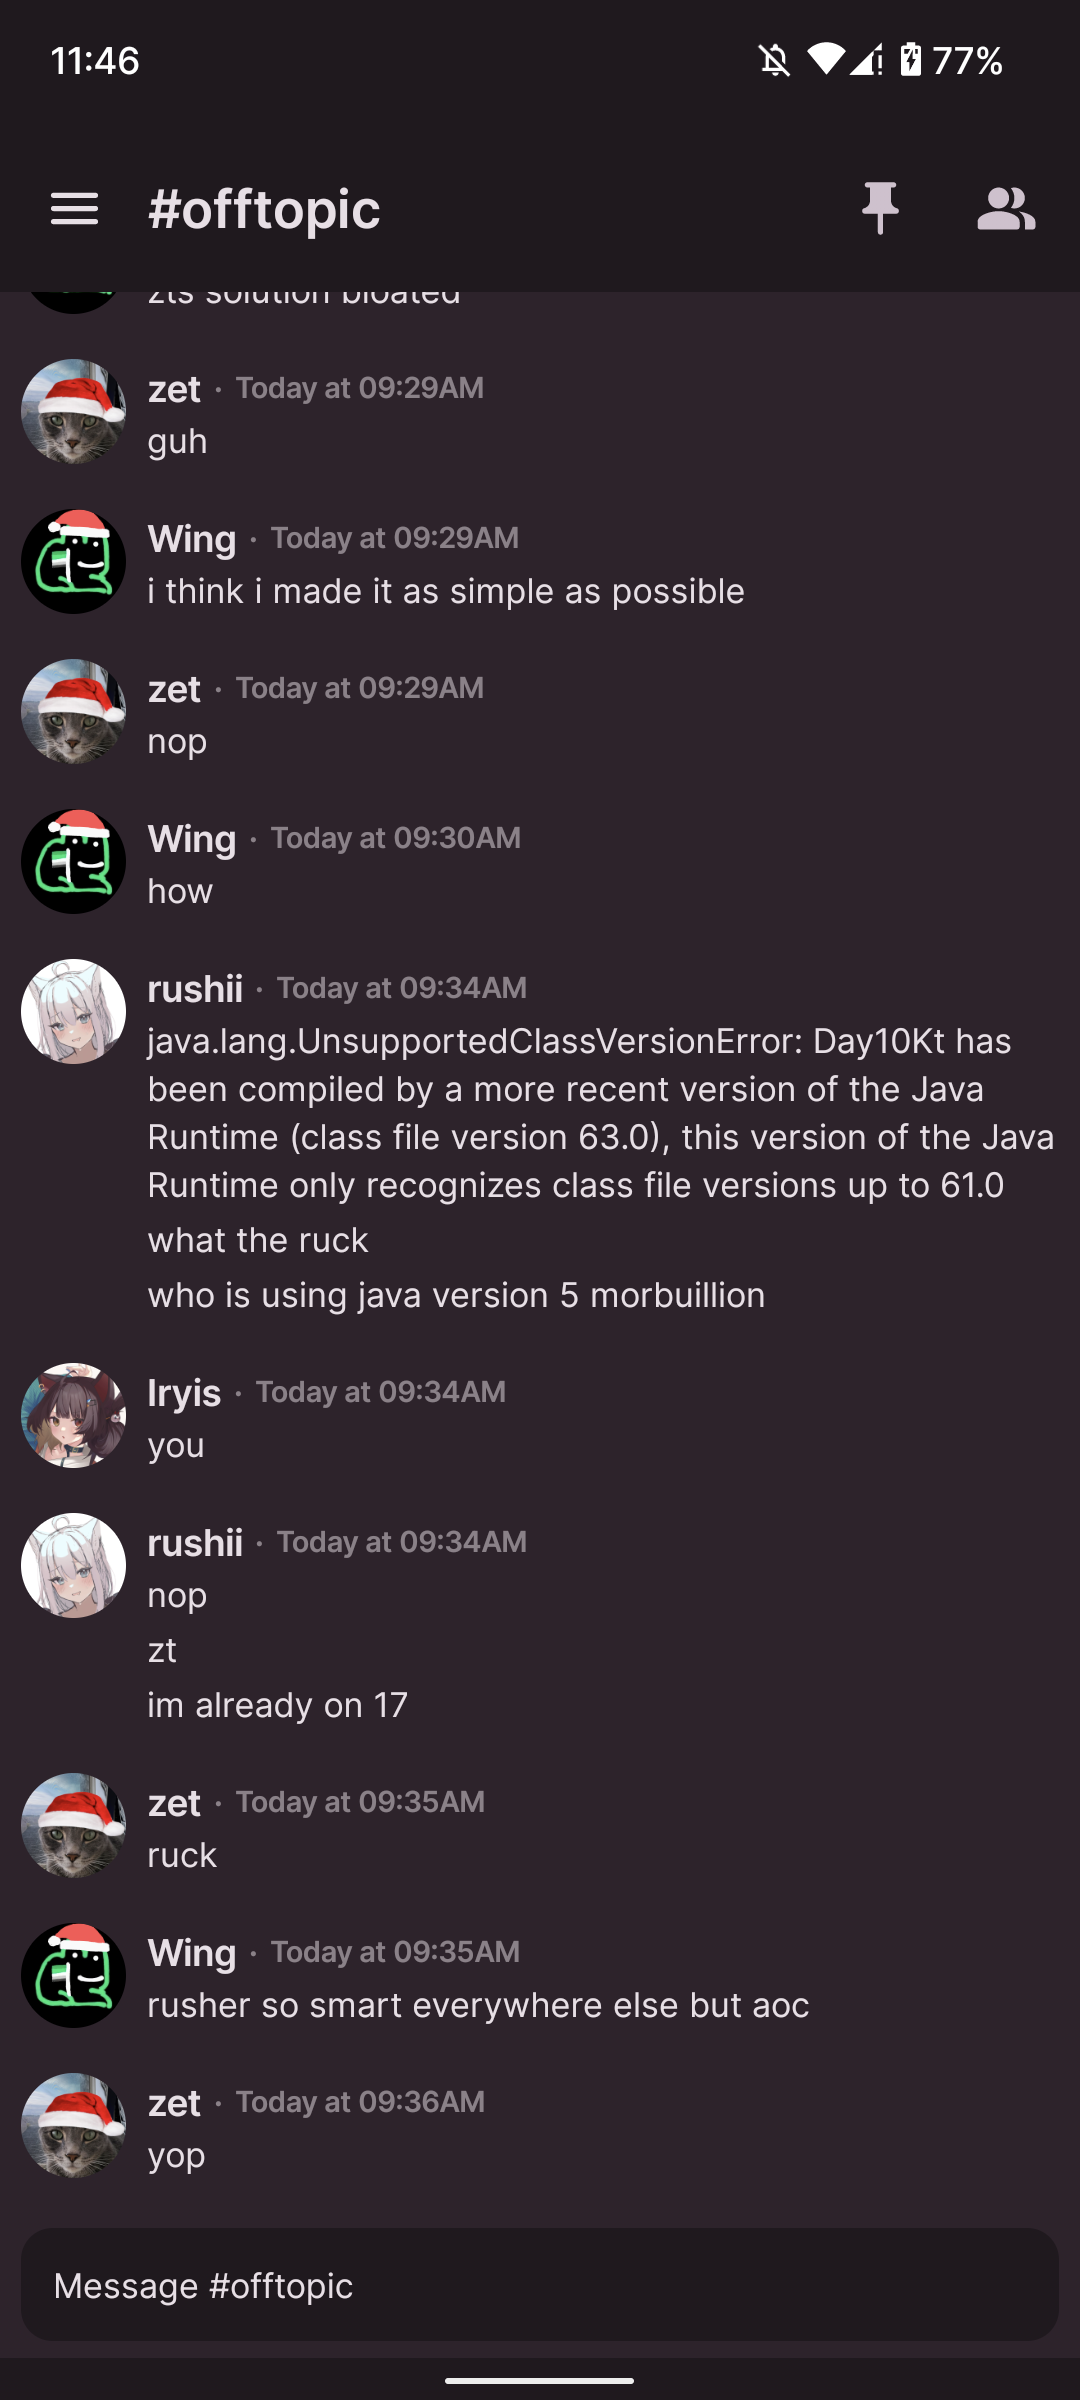 11:46
77%
#offtopic
zts solution bloated
zet · Today at 09:29AM
guh
Wing · Today at 09:29AM
i think i made it as simple as possible
zet · Today at 09:29AM
nop
Wing · Today at 09:30AM
how
rushii · Today at 09:34AM
java.lang.UnsupportedClassVersionError: Day10Kt has
been compiled by a more recent version of the Java
Runtime (class file version 63.0), this version of the Java
Runtime only recognizes class file versions up to 61.0
what the ruck
who is using java version 5 morbuillion
Iryis · Today at 09:34AM
you
rushii · Today at 09:34AM
nop
zt
im already on 17
zet · Today at 09:35AM
ruck
Wing · Today at 09:35AM
rusher so smart everywhere else but aoc
zet · Today at 09:36AM
yop
Message #offtopic